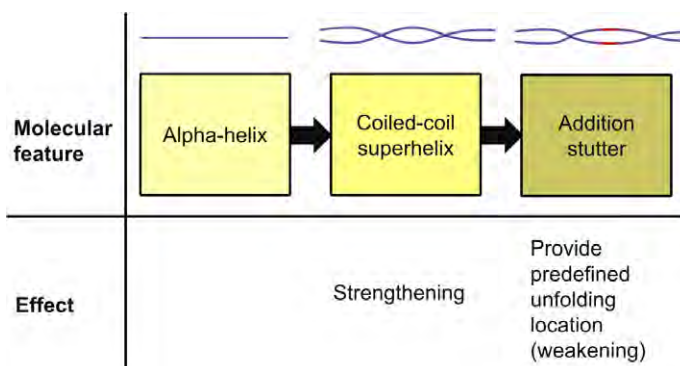 Molecular
feature
Alpha-helix
Coiled-coil
superhelix
Addition
stutter
Effect
Strengthening
Provide
predefined
unfolding
location
(weakening)